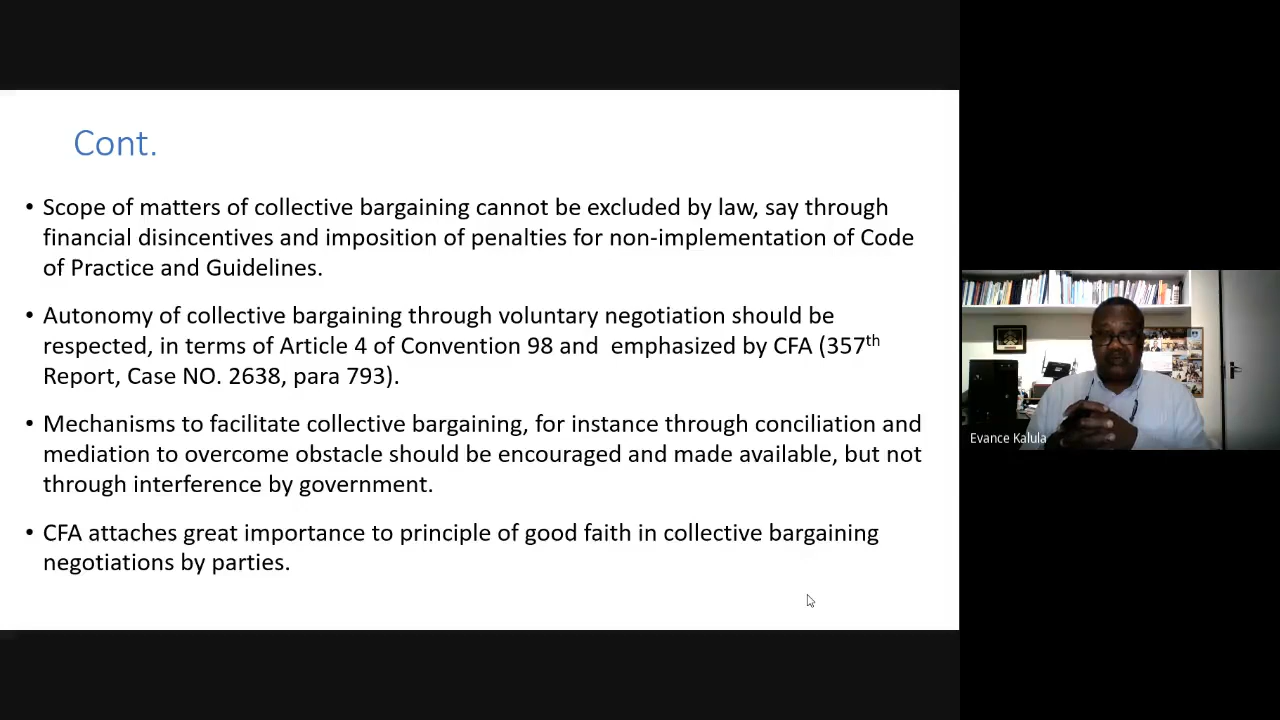 Cont.
• Scope of matters of collective bargaining cannot be excluded by law, say through
financial disincentives and imposition of penalties for non-implementation of Code
of Practice and Guidelines.
• Autonomy of collective bargaining through voluntary negotiation should be
respected, in terms of Article 4 of Convention 98 and  emphasized by CFA (357th
Report, Case NO. 2638, para 793).
• Mechanisms to facilitate collective bargaining, for instance through conciliation and
mediation to overcome obstacle should be encouraged and made available, but not
through interference by government.
• CFA attaches great importance to principle of good faith in collective bargaining
negotiations by parties.
Evance Kalula